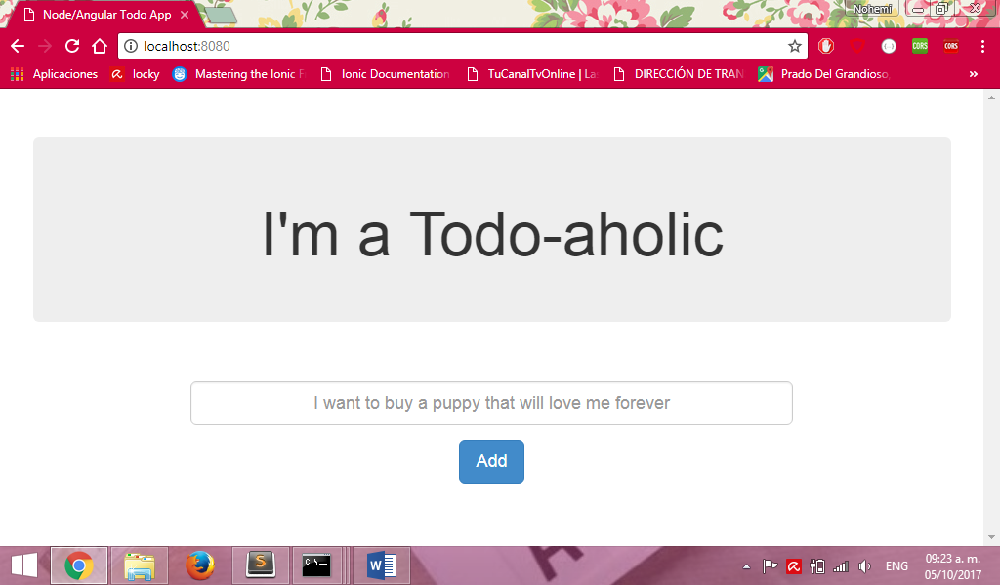 Node/Angular Todo App
Nohemí
localhost:8080
CORS
CORS
Aplicaciones
locky
Mastering the Ionic F
Ionic Documentation
TuCanalTvOnline | La
DIRECCIÓN DE TRAN
Prado Del Grandioso,
»
I'm a Todo-aholic
I want to buy a puppy that will love me forever
Add
S
C:\_
W
ENG
09:23 a. m.
05/10/2017